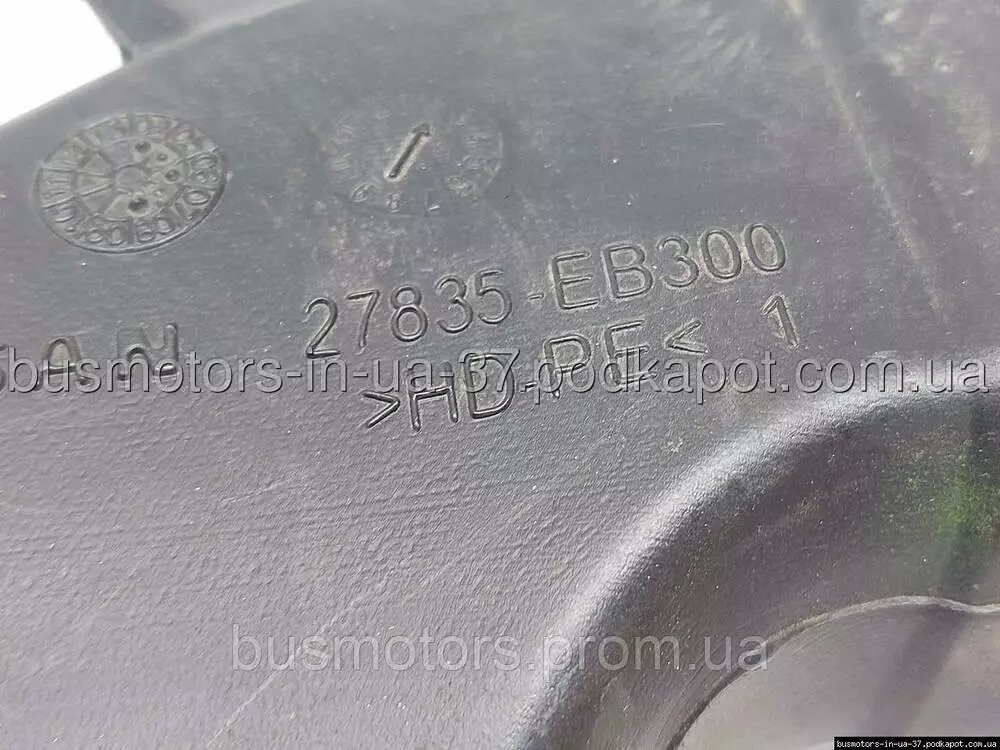 27835-EB300
SAN
>HD-PE< 1
busmotors-in-ua-37.podkapot.com.ua
busmotors.prom.ua
busmotors-in-ua-37.podkapot.com.ua